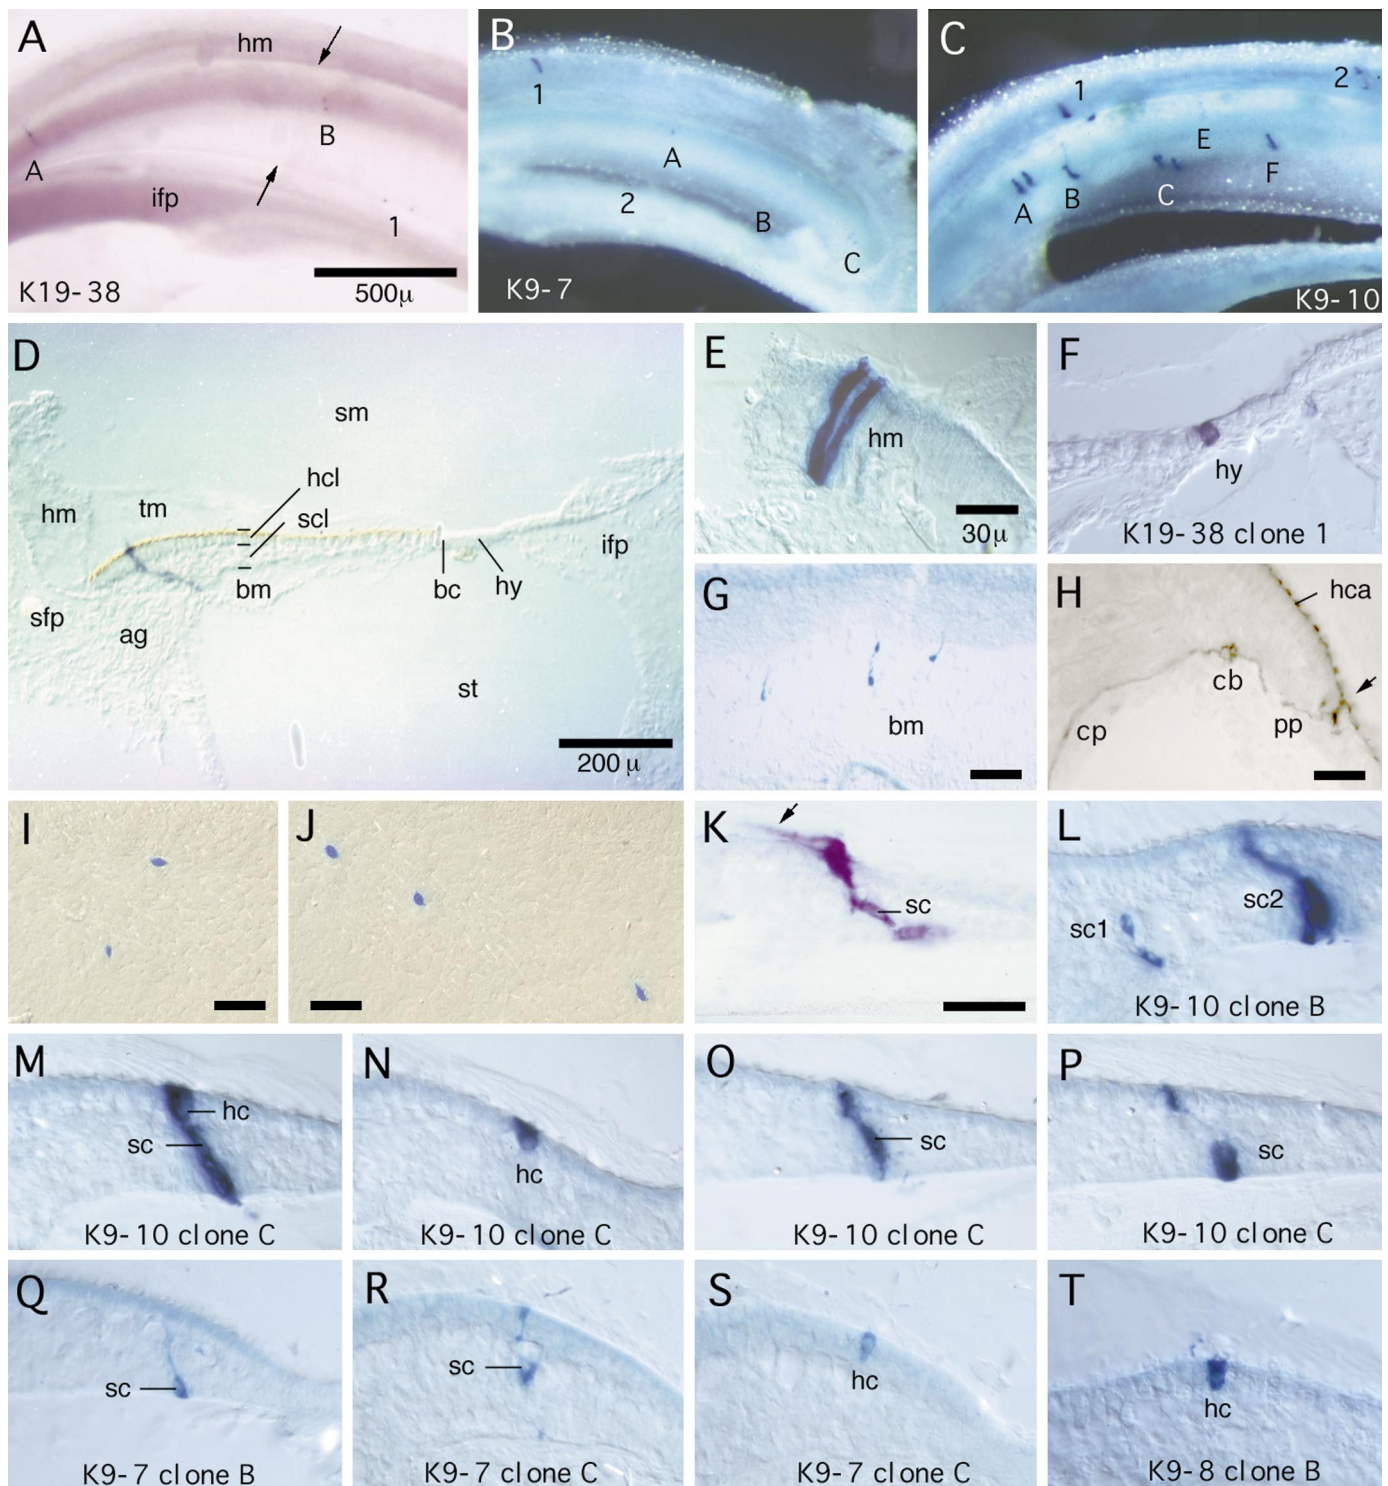 A
hm
B
A
ifp
1
K19-38
500μ
B
1
A
2
B
C
K9-7
C
1
2
E
A
B
C
F
K9-10
D
sm
hcl
hm
tm
scl
ifp
bm
bc
hy
sfp
ag
st
200 μ
E
hm
30μ
F
hy
K19-38 clone 1
G
bm
H
hca
cb
cp
pp
I
J
K
sc
L
sc1
sc2
K9-10 clone B
M
hc
sc
K9-10 clone C
N
hc
K9-10 clone C
O
sc
K9-10 clone C
P
sc
K9-10 clone C
Q
sc
K9-7 clone B
R
sc
K9-7 clone C
S
hc
K9-7 clone C
T
hc
K9-8 clone B